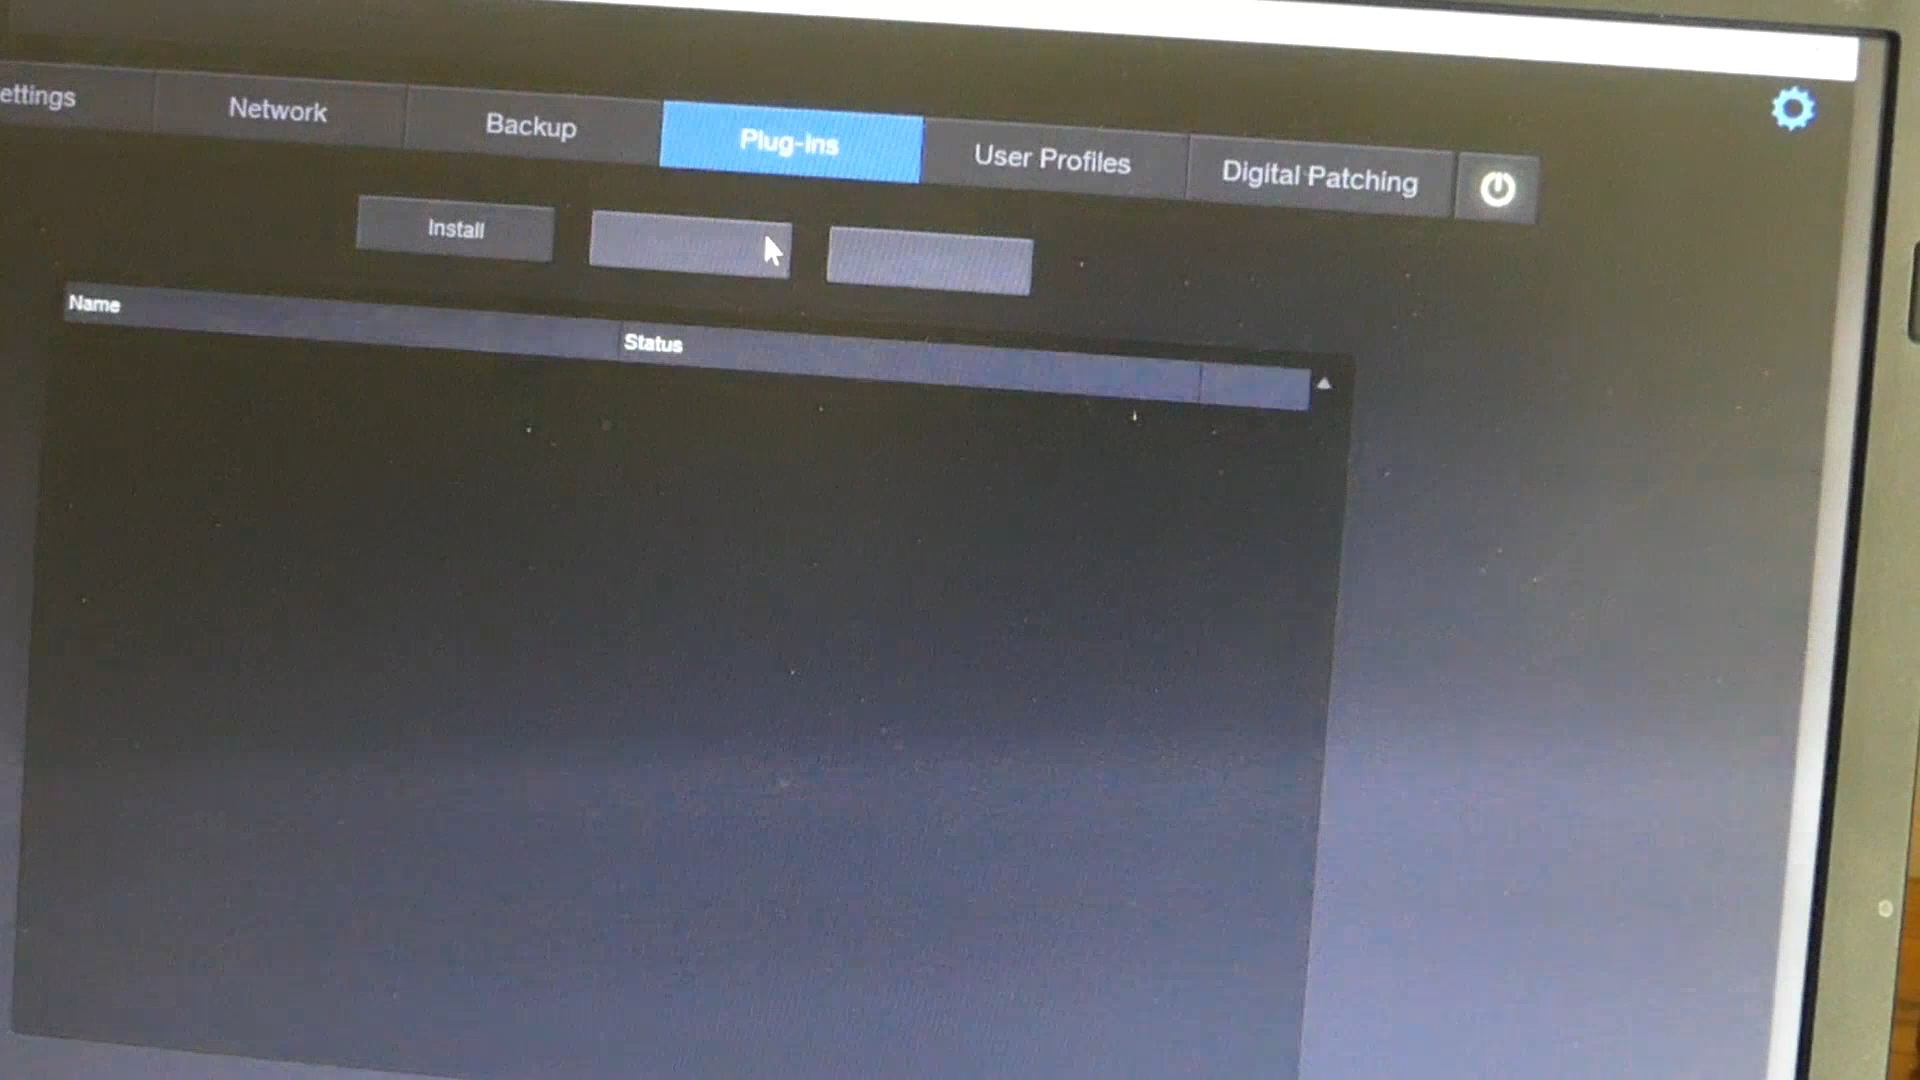 ettings
Network
Backup
Plug-ins
User Profiles
Digital Patching
Install
Name
Status